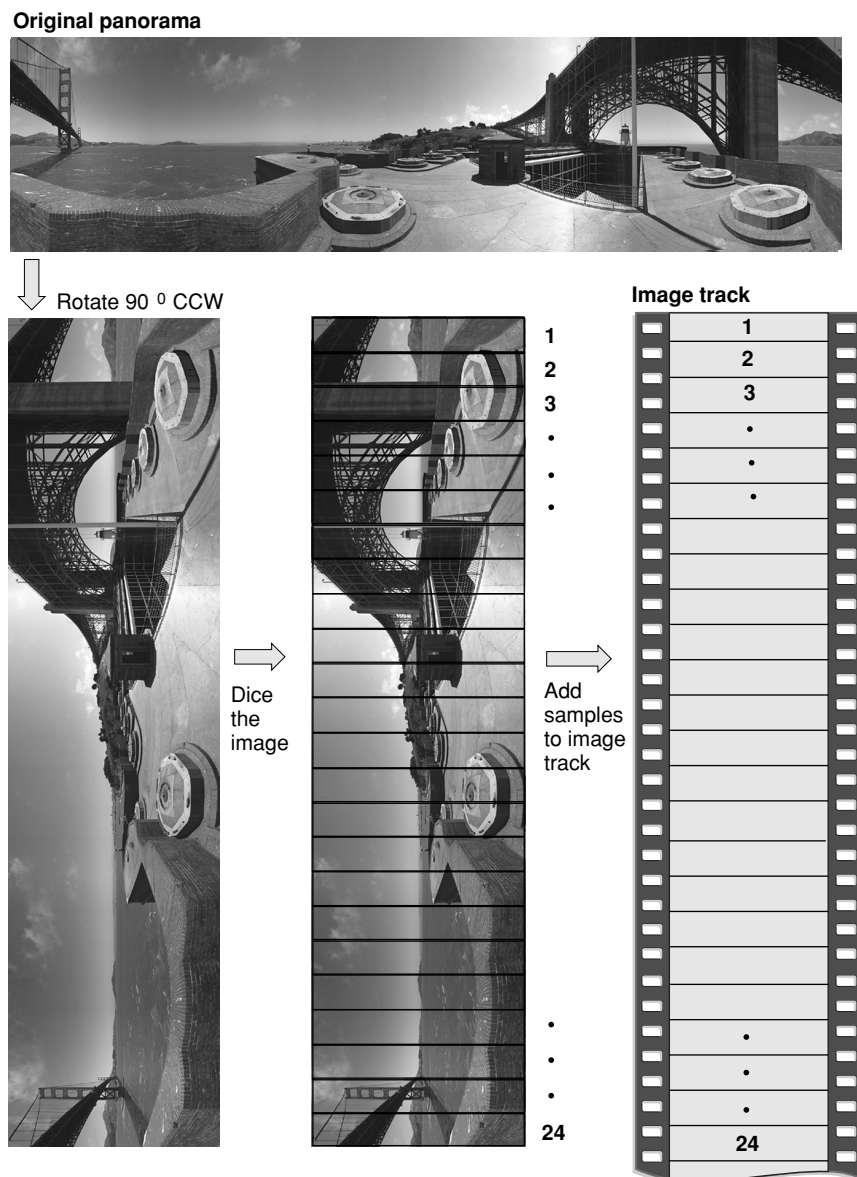 Original panorama
Rotate 90 0 CCW
Image track
1
2
3
•
•
•
1
2
3
•
•
•
Dice
the
image
Add
samples
to image
track
•
•
•
24
•
•
•
24